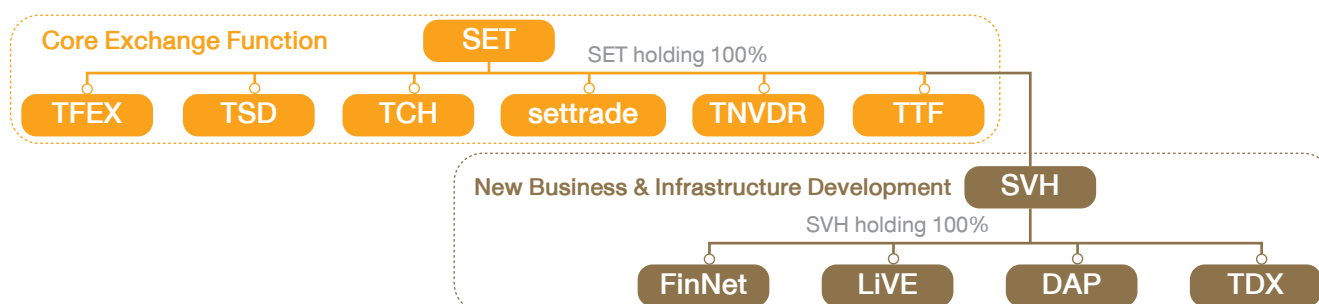 Core Exchange Function
SET
SET holding 100%
TFEX
TSD
TCH
settrade
TNVDR
TTF
New Business & Infrastructure Development
SVH
SVH holding 100%
FinNet
LiVE
DAP
TDX